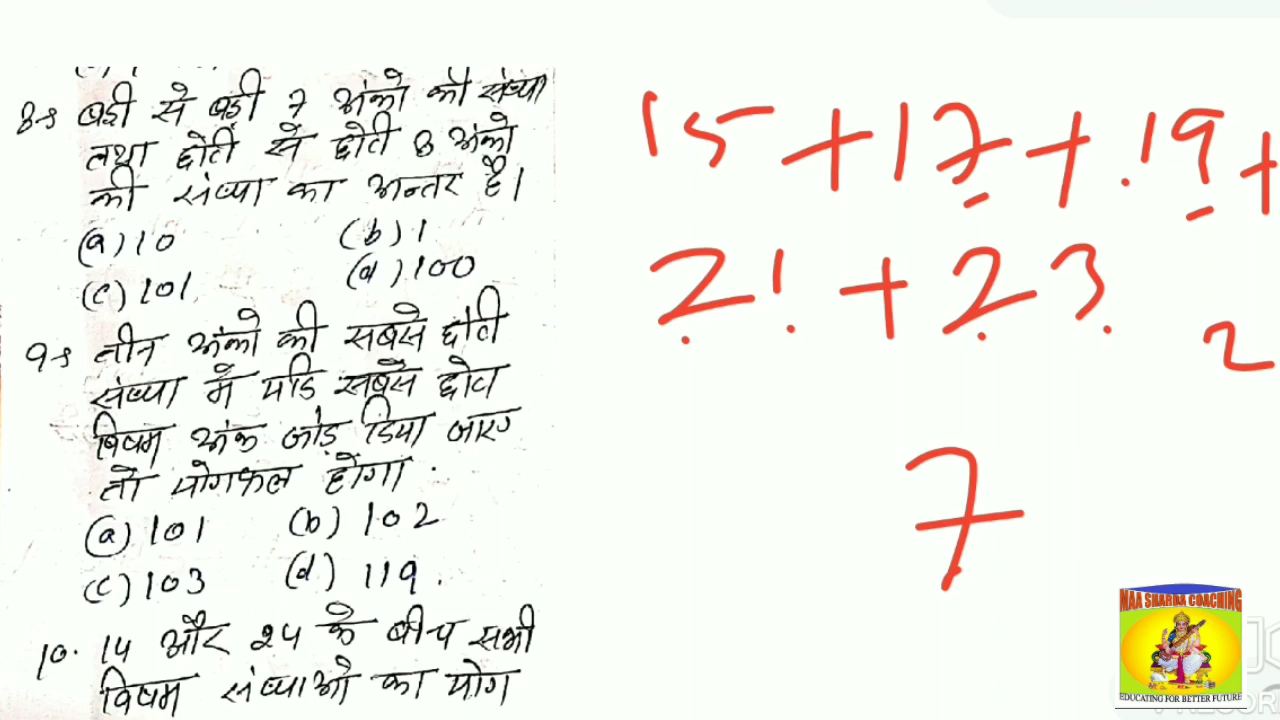 8→ बड़ी से बड़ी 7 अंको की संख्या
तथा छोटी से छोटी 8 अंको
की संख्या का अन्तर है।
(a) 10 (b) 1
(c) 101 (d) 100
9→ तीन अंको की सबसे छोटी
संख्या में यदि सबसे छोटा
विषम अंक जोड़ दिया जाए
तो योगफल होगा
(a) 101 (b) 102
(c) 103 (d) 119.
10. 14 और 24 के बीच सभी
विषम संख्याओ का योग
15 + 17 + 19 +
21 + 23
2
7
MAA SHARDA COACHING
EDUCATING FOR BETTER FUTURE